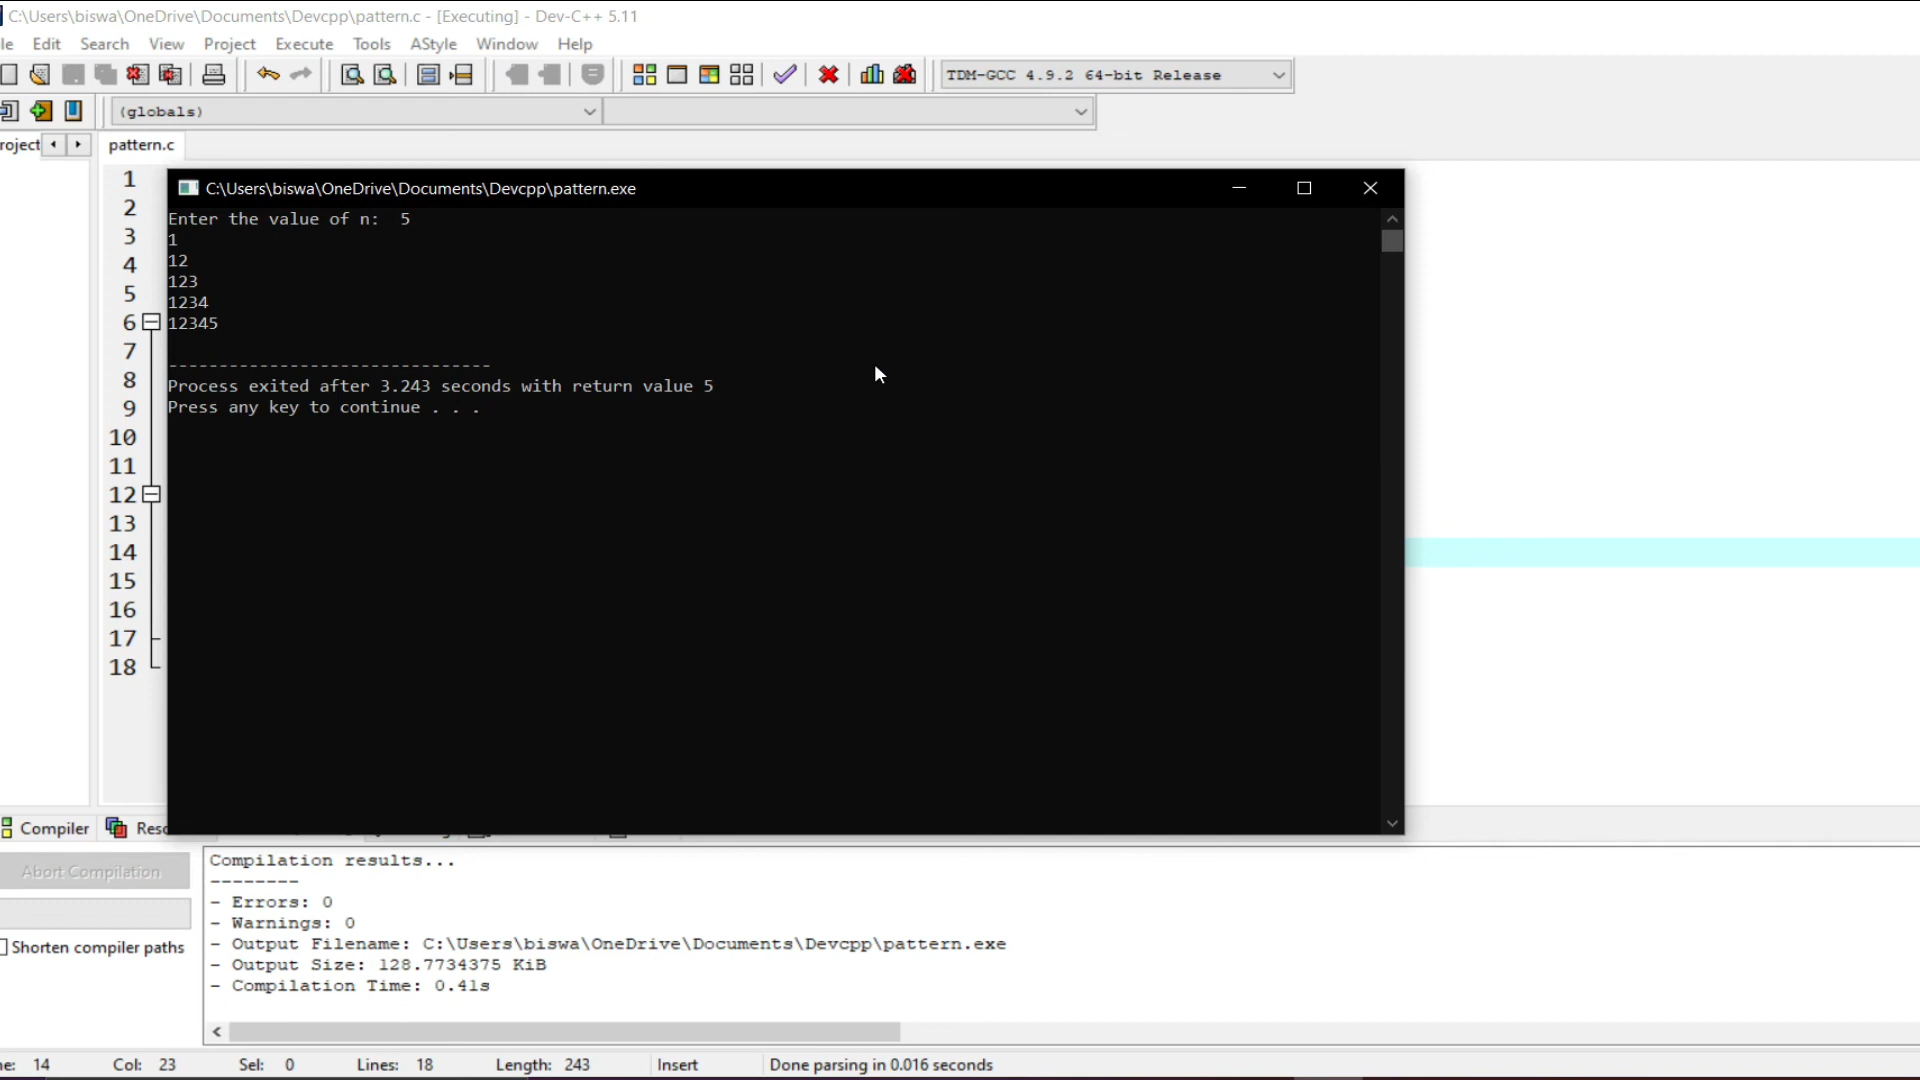 C:\Users\biswa\OneDrive\Documents\Devcpp\pattern.c - [Executing] - Dev-C++ 5.11
le Edit Search View Project Execute Tools AStyle Window Help
TDM-GCC 4.9.2 64-bit Release
(globals)
roject pattern.c
C:\Users\biswa\OneDrive\Documents\Devcpp\pattern.exe
Enter the value of n:  5
1
12
123
1234
12345
--------------------------------
Process exited after 3.243 seconds with return value 5
Press any key to continue . . .
1
2
3
4
5
6
7
8
9
10
11
12
13
14
15
16
17
18
Compiler Reso
Abort Compilation
Shorten compiler paths
Compilation results...
--------
- Errors: 0
- Warnings: 0
- Output Filename: C:\Users\biswa\OneDrive\Documents\Devcpp\pattern.exe
- Output Size: 128.7734375 KiB
- Compilation Time: 0.41s
ne: 14 Col: 23 Sel: 0 Lines: 18 Length: 243 Insert Done parsing in 0.016 seconds